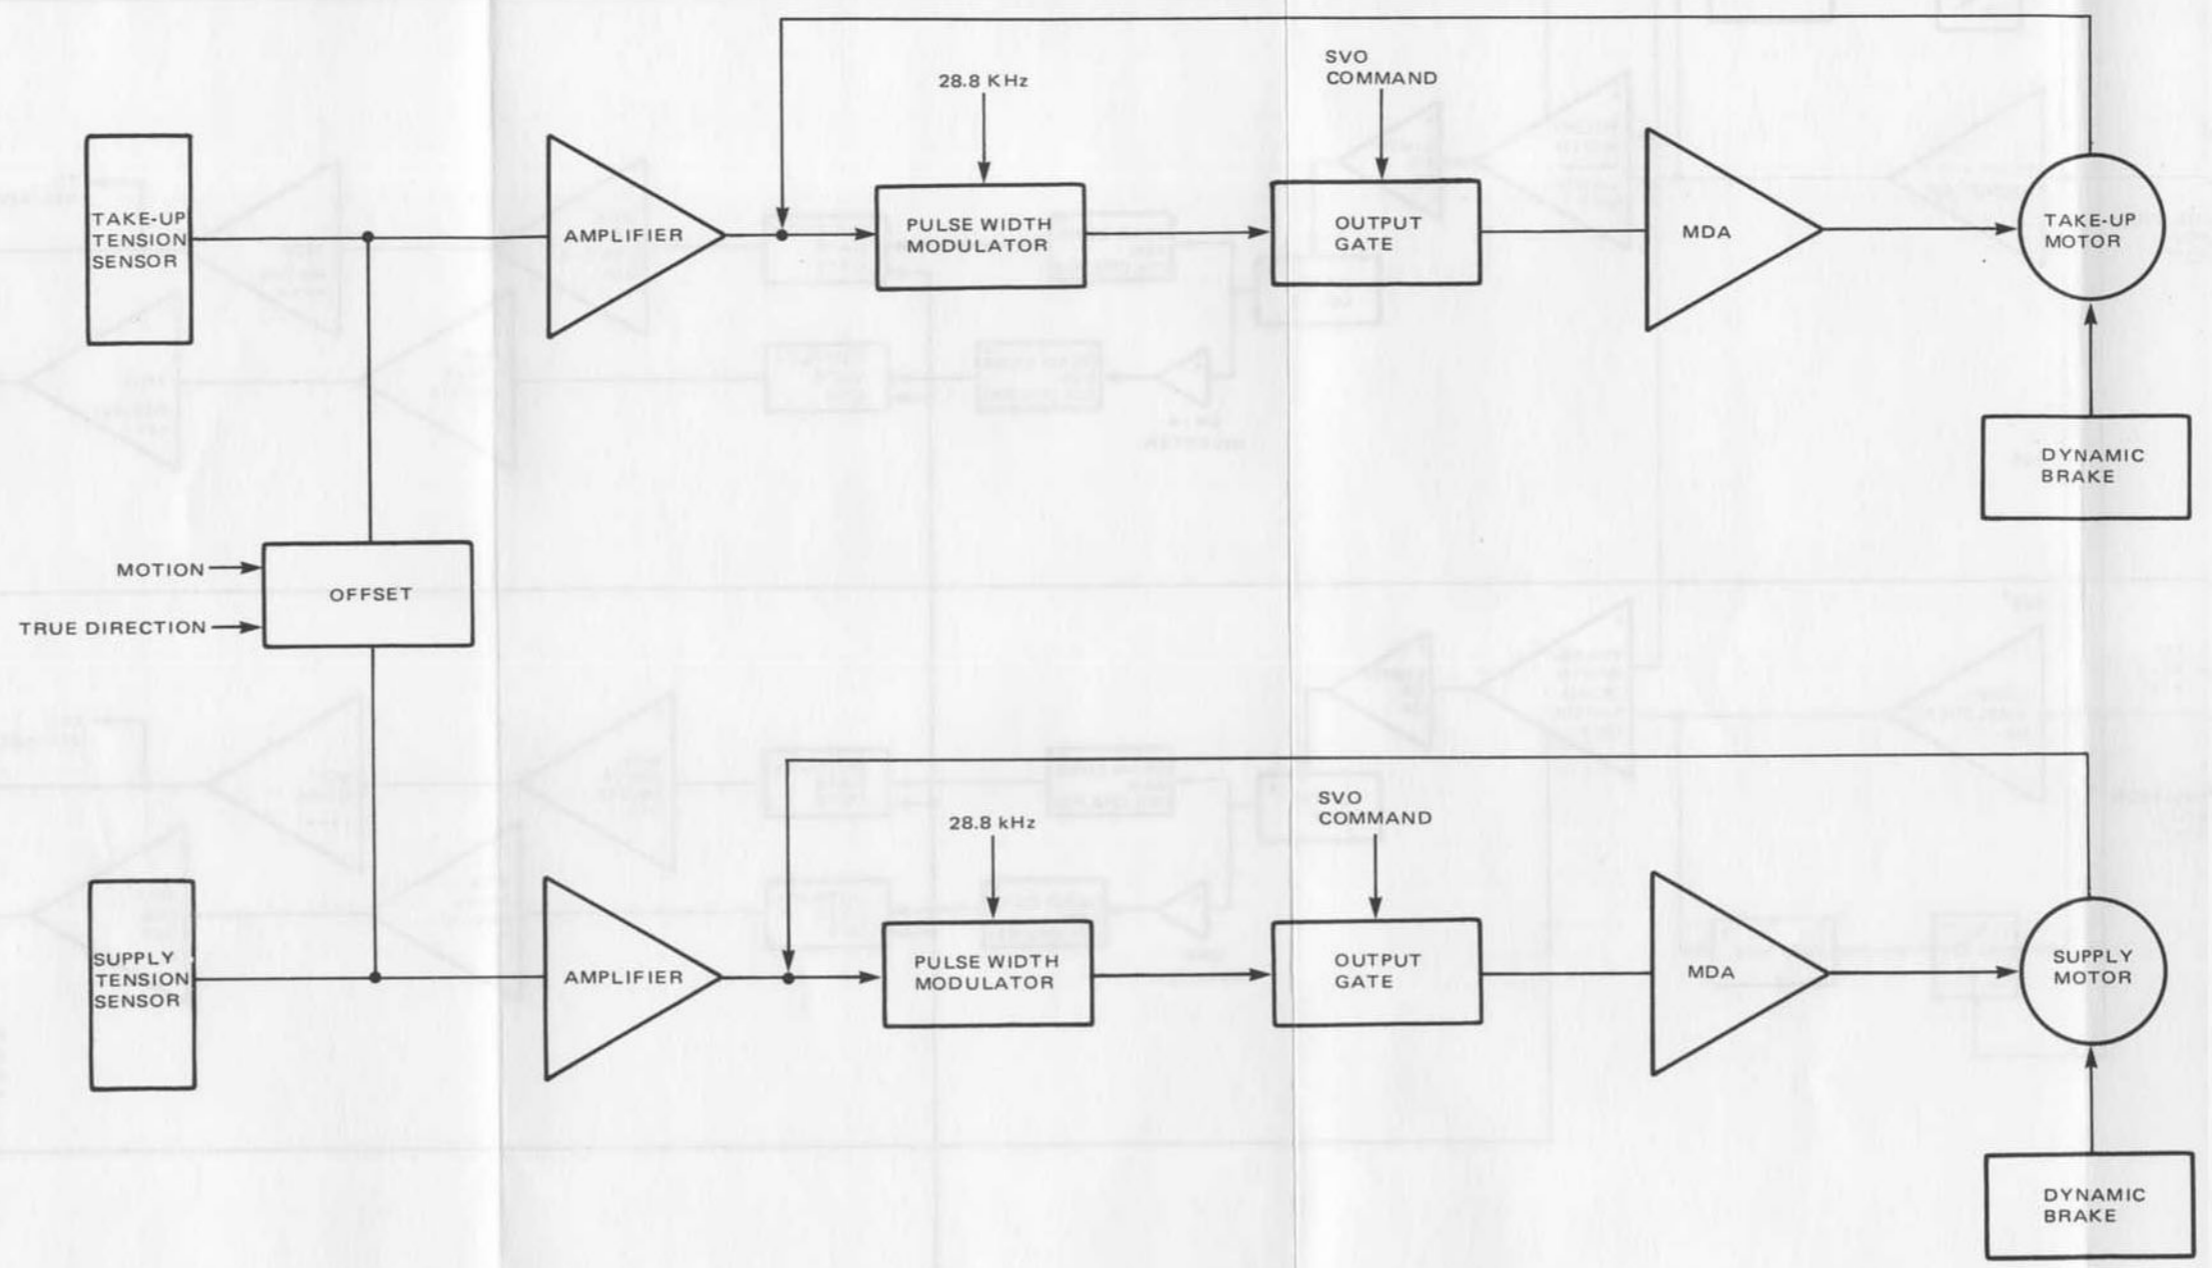 SVO
COMMAND
28.8 KHz
TAKE-UP
TENSION
SENSOR
AMPLIFIER
PULSE WIDTH
MODULATOR
OUTPUT
GATE
MDA
TAKE-UP
MOTOR
DYNAMIC
BRAKE
MOTION
OFFSET
TRUE DIRECTION
SVO
COMMAND
28.8 kHz
SUPPLY
TENSION
SENSOR
AMPLIFIER
PULSE WIDTH
MODULATOR
OUTPUT
GATE
MDA
SUPPLY
MOTOR
DYNAMIC
BRAKE